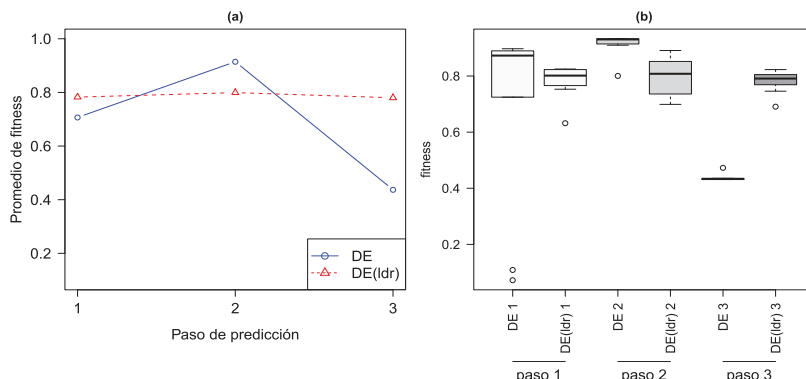 (a)
Promedio de fitness
1.0
0.8
0.6
0.4
0.2
1
2
3
Paso de predicción
DE
DE(ldr)
(b)
fitness
0.8
0.6
0.4
0.2
DE 1
DE(ldr) 1
DE 2
DE(ldr) 2
DE 3
DE(ldr) 3
paso 1
paso 2
paso 3